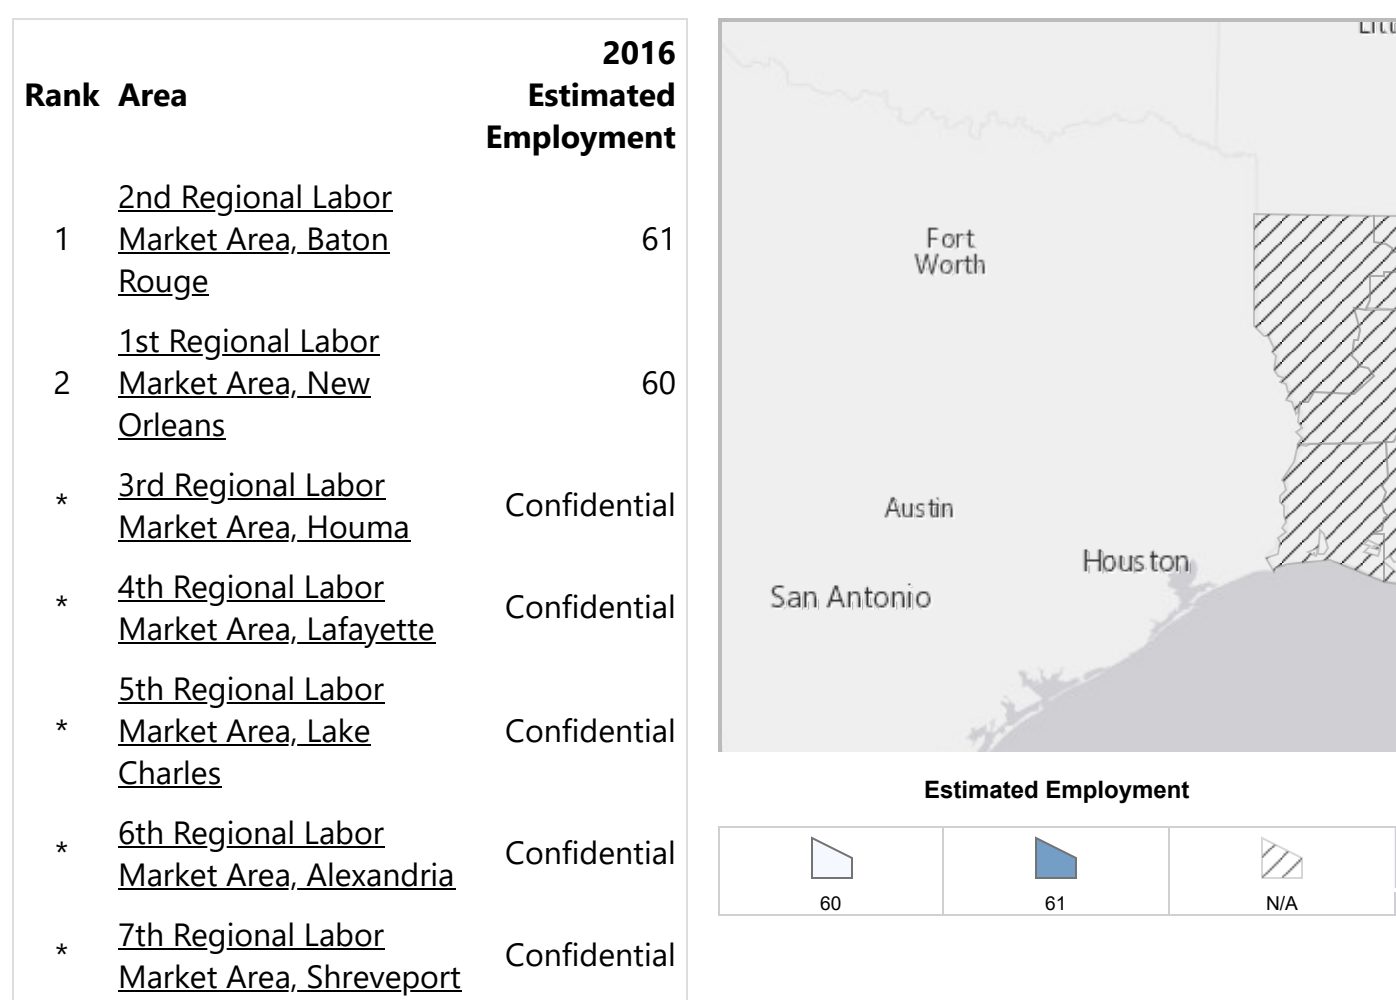 2016
Rank Area Estimated
Employment
2nd Regional Labor
1 Market Area, Baton 61
Rouge
1st Regional Labor
2 Market Area, New 60
Orleans
3rd Regional Labor
* Confidential
Market Area, Houma
4th Regional Labor
* Confidential
Market Area, Lafayette
5th Regional Labor
* Market Area, Lake Confidential
Charles
6th Regional Labor
* Confidential
Market Area, Alexandria
7th Regional Labor
* Confidential
Market Area, Shreveport
Fort
Worth
Austin
Houston
San Antonio
Estimated Employment
60 61 N/A